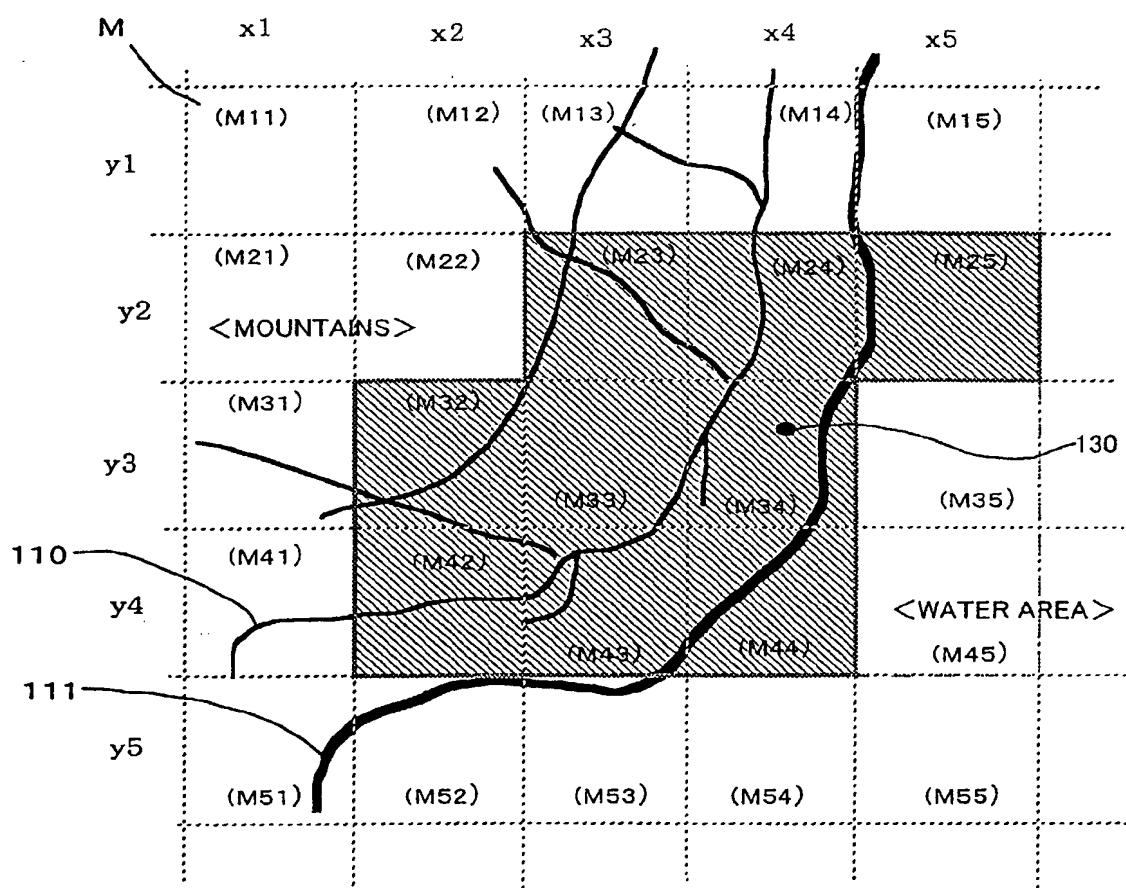 M x1 x2 x3 x4 x5
(M11) (M12) (M13) (M14) (M15)
y1
(M21) (M22) (M23) (M24) (M25)
y2
<MOUNTAINS>
(M31) (M32)
130
y3
(M33) (M34) (M35)
110 (M41) (M42)
y4 <WATER AREA>
(M43) (M44) (M45)
111
y5
(M51) (M52) (M53) (M54) (M55)